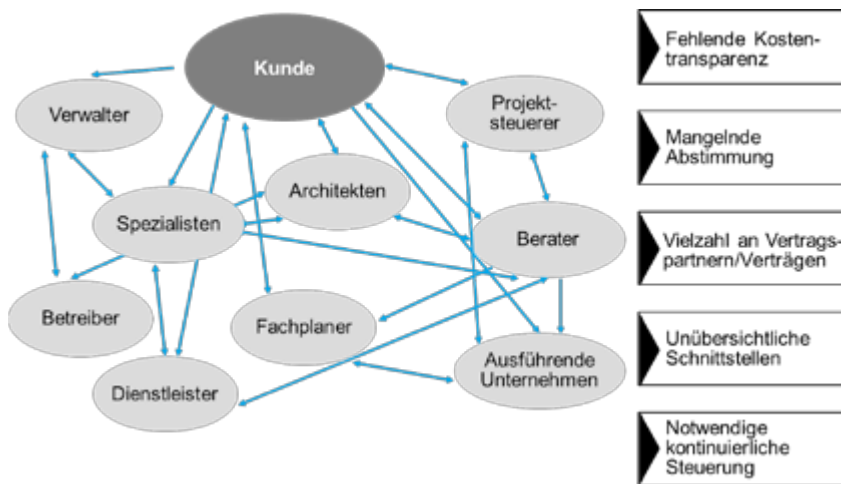 Kunde
Verwalter
Projekt-
steuerer
Architekten
Spezialisten
Berater
Betreiber
Fachplaner
Ausführende
Unternehmen
Dienstleister
Fehlende Kosten-
transparenz
Mangelnde
Abstimmung
Vielzahl an Vertrags-
partnern/Verträgen
Unübersichtliche
Schnittstellen
Notwendige
kontinuierliche
Steuerung